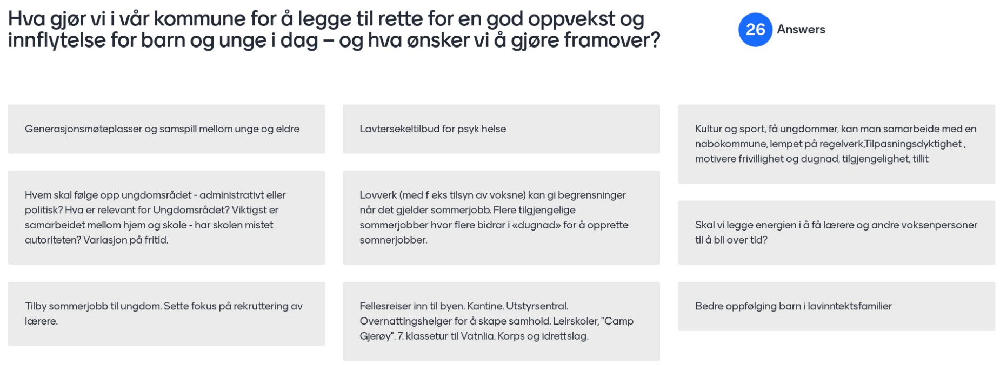 Hva gjør vi i vår kommune for å legge til rette for en god oppvekst og
innflytelse for barn og unge i dag – og hva ønsker vi å gjøre framover?
26 Answers
Generasjonsmøteplasser og samspill mellom unge og eldre
Hvem skal følge opp ungdomsrådet - administrativt eller
politisk? Hva er relevant for Ungdomsrådet? Viktigst er
samarbeidet mellom hjem og skole - har skolen mistet
autoriteten? Variasjon på fritid.
Tilby sommerjobb til ungdom. Sette fokus på rekruttering av
lærere.
Lavtersekeltilbud for psyk helse
Lovverk (med f eks tilsyn av voksne) kan gi begrensninger
når det gjelder sommerjobb. Flere tilgjengelige
sommerjobber hvor flere bidrar i «dugnad» for å opprette
somnerjobber.
Fellesreiser inn til byen. Kantine. Utstyrsentral.
Overnattingshelger for å skape samhold. Leirskoler, "Camp
Gjerøy". 7. klassetur til Vatnlia. Korps og idrettslag.
Kultur og sport, få ungdommer, kan man samarbeide med en
nabokommune, lempet på regelverk,Tilpasningsdyktighet ,
motivere frivillighet og dugnad, tilgjengelighet, tillit
Skal vi legge energien i å få lærere og andre voksenpersoner
til å bli over tid?
Bedre oppfølging barn i lavinntektsfamilier